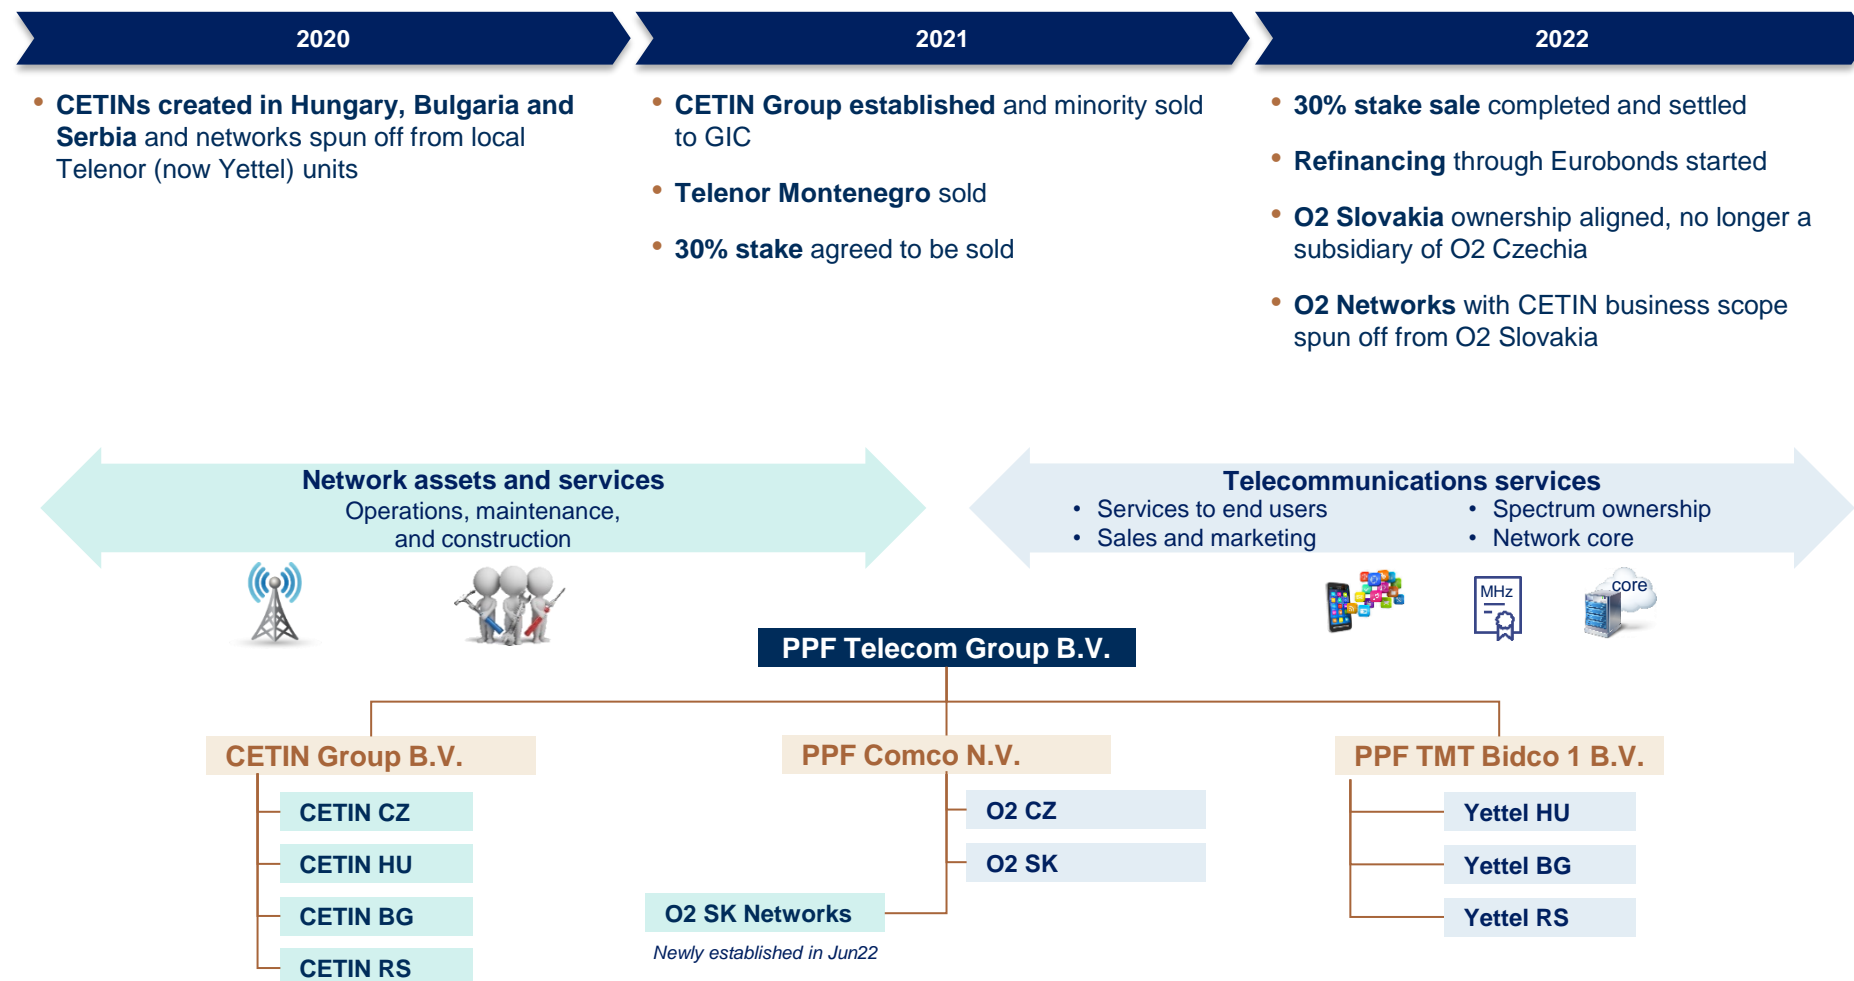 2020
2021
2022
• CETINs created in Hungary, Bulgaria and
Serbia and networks spun off from local
Telenor (now Yettel) units
• CETIN Group established and minority sold
to GIC
• Telenor Montenegro sold
• 30% stake agreed to be sold
• 30% stake sale completed and settled
• Refinancing through Eurobonds started
• O2 Slovakia ownership aligned, no longer a
subsidiary of O2 Czechia
• O2 Networks with CETIN business scope
spun off from O2 Slovakia
Network assets and services
Operations, maintenance,
and construction
Telecommunications services
• Services to end users
• Sales and marketing
• Spectrum ownership
• Network core
MHz
core
PPF Telecom Group B.V.
CETIN Group B.V.
CETIN CZ
CETIN HU
CETIN BG
CETIN RS
PPF Comco N.V.
O2 CZ
O2 SK
O2 SK Networks
Newly established in Jun22
PPF TMT Bidco 1 B.V.
Yettel HU
Yettel BG
Yettel RS